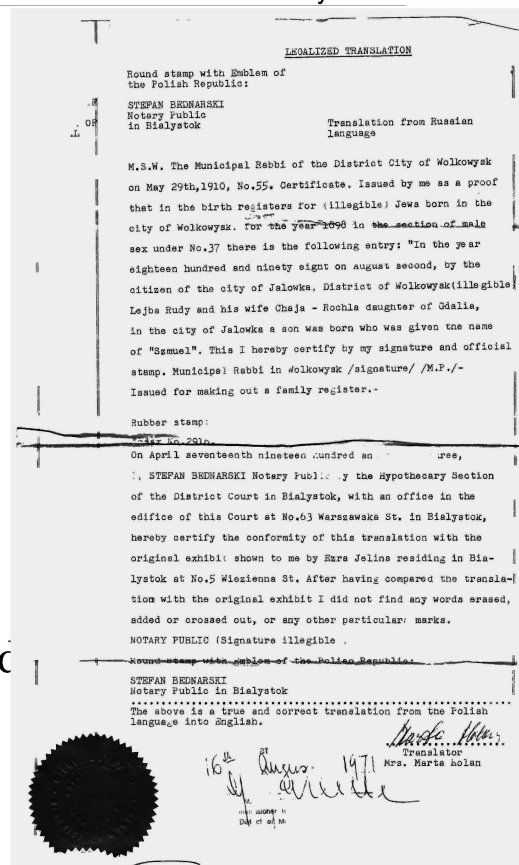 LEGALIZED TRANSLATION
Round stamp with Emblem of
the Polish Republic:
STEFAN BEDNARSKI
Notary Public
in Bialystok
Translation from Russian
language
M.S.W. The Municipal Rabbi of the District City of Wolkowysk
on May 29th,1910, No.55. Certificate. Issued by me as a proof
that in the birth registers for (illegible) Jews born in the
city of Wolkowysk. for the year 1898 in the section of male
sex under No.37 there is the following entry: "In the year
eighteen hundred and ninety eight on august second, by the
citizen of the city of Jalowka, District of Wolkowysk(illegible
Lejba Rudy and his wife Chaja - Rochla daughter of Gdalia,
in the city of Jalowka a son was born who was given the name
of "Szmuel". This I hereby certify by my signature and official
stamp. Municipal Rabbi in Wolkowysk /signature/ /M.P./-
Issued for making out a family register.-
Rubber stamp:
On April seventeenth nineteen hundred
STEFAN BEDNARSKI Notary Public by the Hypothecary Section
of the District Court in Bialystok, with an office in the
edifice of this Court at No.63 Warszawska St. in Bialystok,
hereby certify the conformity of this translation with the
original exhibit shown to me by Ezra Jelina residing in Bia-
lystok at No.5 Wiezienna St. After having compared the transla-
tion with the original exhibit I did not find any words erased,
added or crossed out, or any other particular marks.
NOTARY PUBLIC (Signature illegible
Round stamp with Emblem of the Polish Republic:
STEFAN BEDNARSKI
Notary Public in Bialystok
The above is a true and correct translation from the Polish
language into English.
Marta Holan
Translator
Mrs. Marta Holan
16th 1971